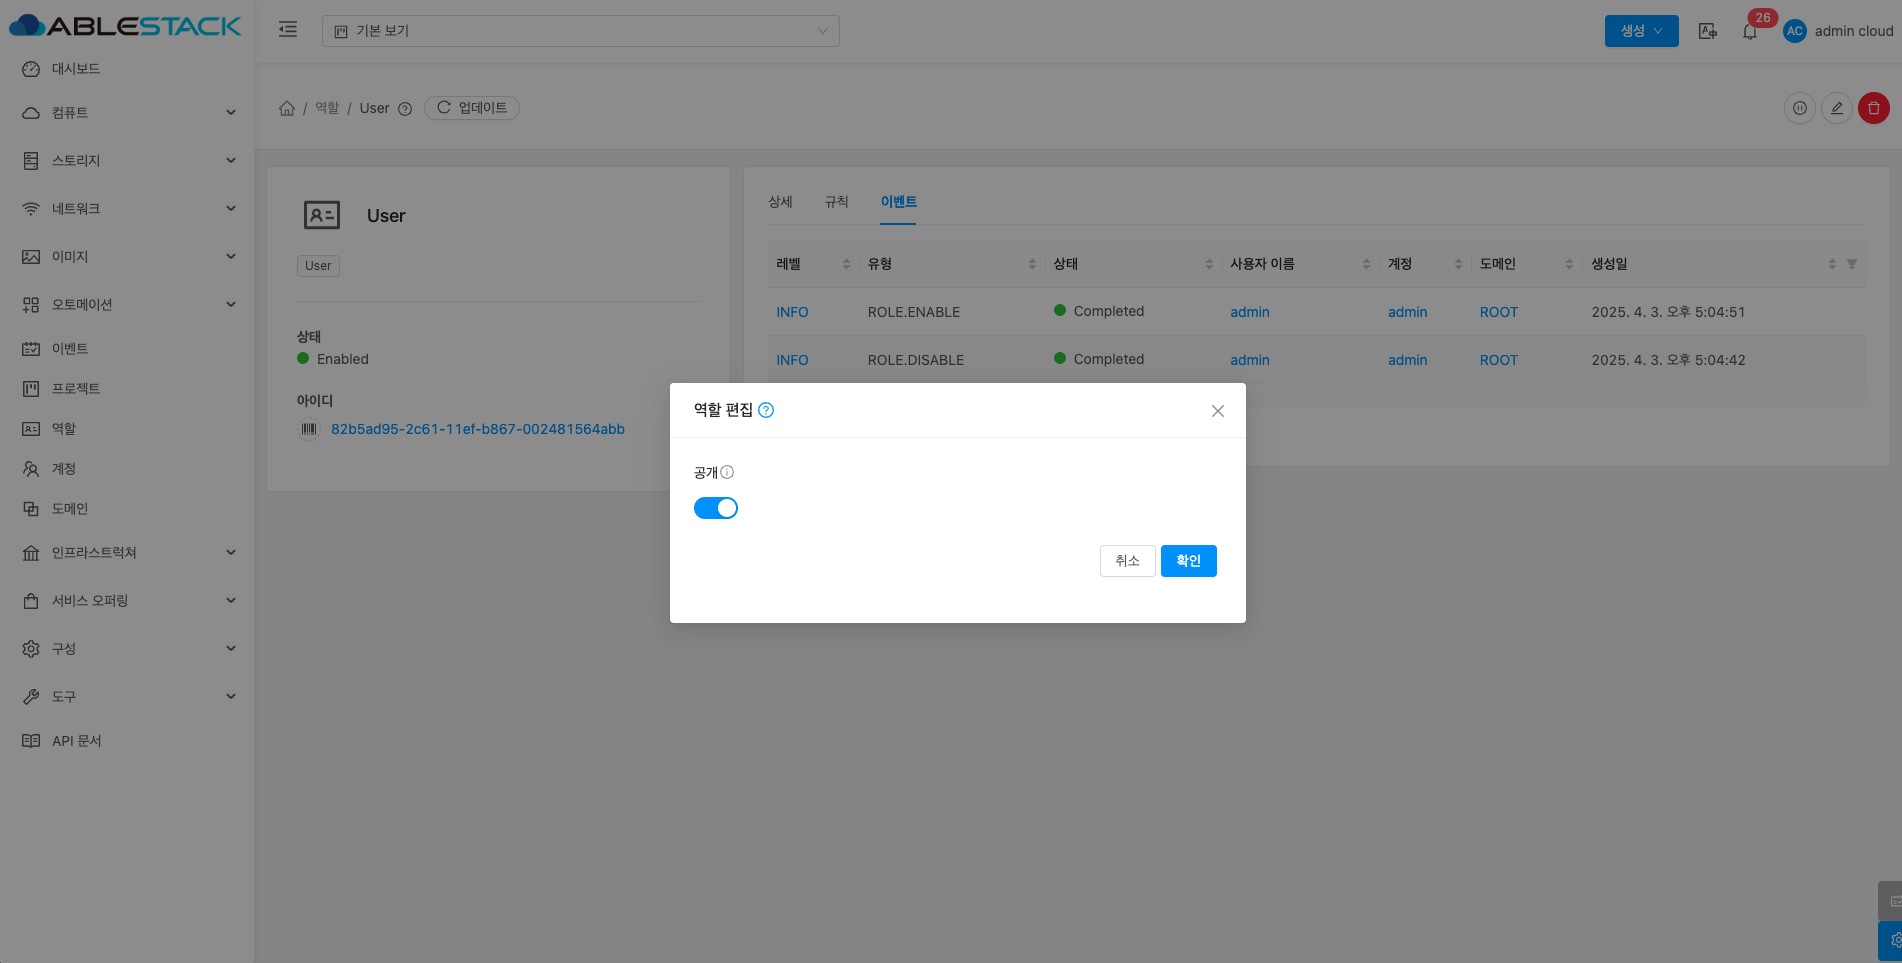 ABLESTACK
기본 보기
생성
26
AC
admin cloud
대시보드
컴퓨트
스토리지
네트워크
이미지
오토메이션
이벤트
프로젝트
역할
계정
도메인
인프라스트럭쳐
서비스 오퍼링
구성
도구
API 문서
/ 역할 / User
업데이트
User
User
상태
Enabled
아이디
82b5ad95-2c61-11ef-b867-002481564abb
상세 규칙 이벤트
레벨 유형 상태 사용자 이름 계정 도메인 생성일
INFO ROLE.ENABLE Completed admin admin ROOT 2025. 4. 3. 오후 5:04:51
INFO ROLE.DISABLE Completed admin admin ROOT 2025. 4. 3. 오후 5:04:42
역할 편집
공개
취소 확인